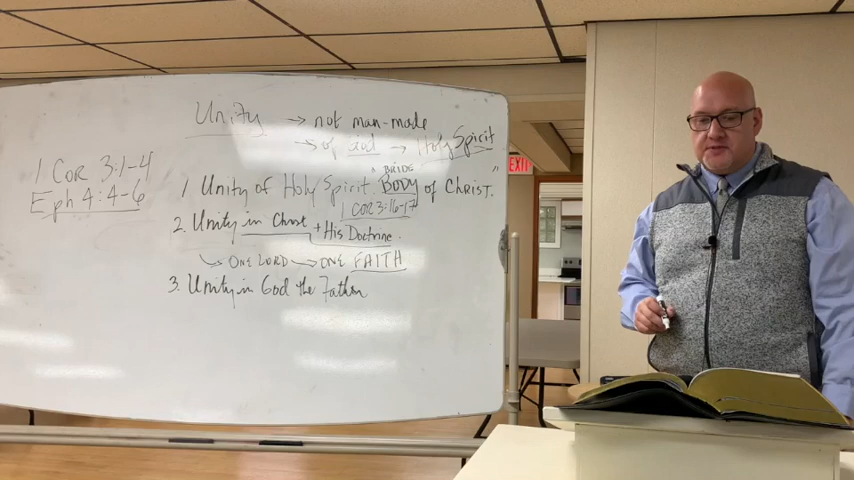 Unity → not man-made
→ of God → Holy Spirit
1 Cor 3:1-4
Eph 4:4-6
"BRIDE
1 Unity of Holy Spirit. BODY of Christ."
1 COR 3:16-17
2. Unity in Christ + His Doctrine.
↳ ONE LORD → ONE FAITH
3. Unity in God the Father
EXIT